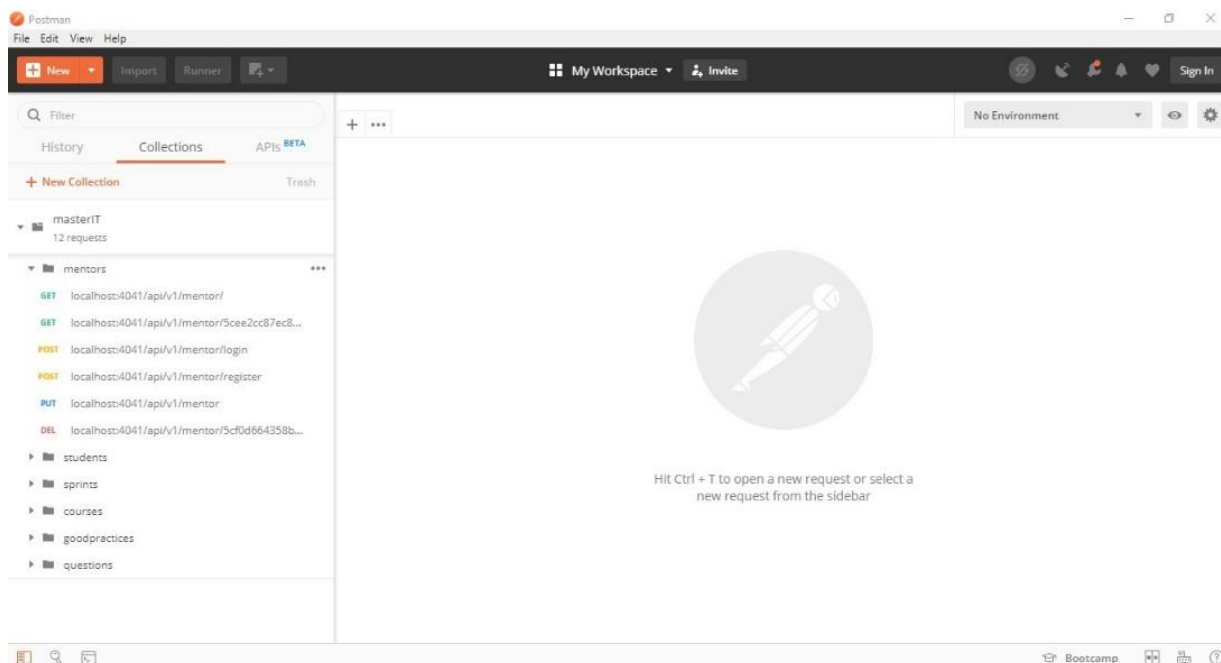 Postman
File Edit View Help
New Import Runner My Workspace Invite Sign In
Filter
No Environment
History Collections APIs BETA
New Collection Trash
masterIT
12 requests
mentors
GET localhost:4041/api/v1/mentor/
GET localhost:4041/api/v1/mentor/5cee2cc87ec8...
POST localhost:4041/api/v1/mentor/login
POST localhost:4041/api/v1/mentor/register
PUT localhost:4041/api/v1/mentor
DEL localhost:4041/api/v1/mentor/5cf0d664358b...
students
sprints
courses
goodpractices
questions
Hit Ctrl + T to open a new request or select a
new request from the sidebar
Bootcamp